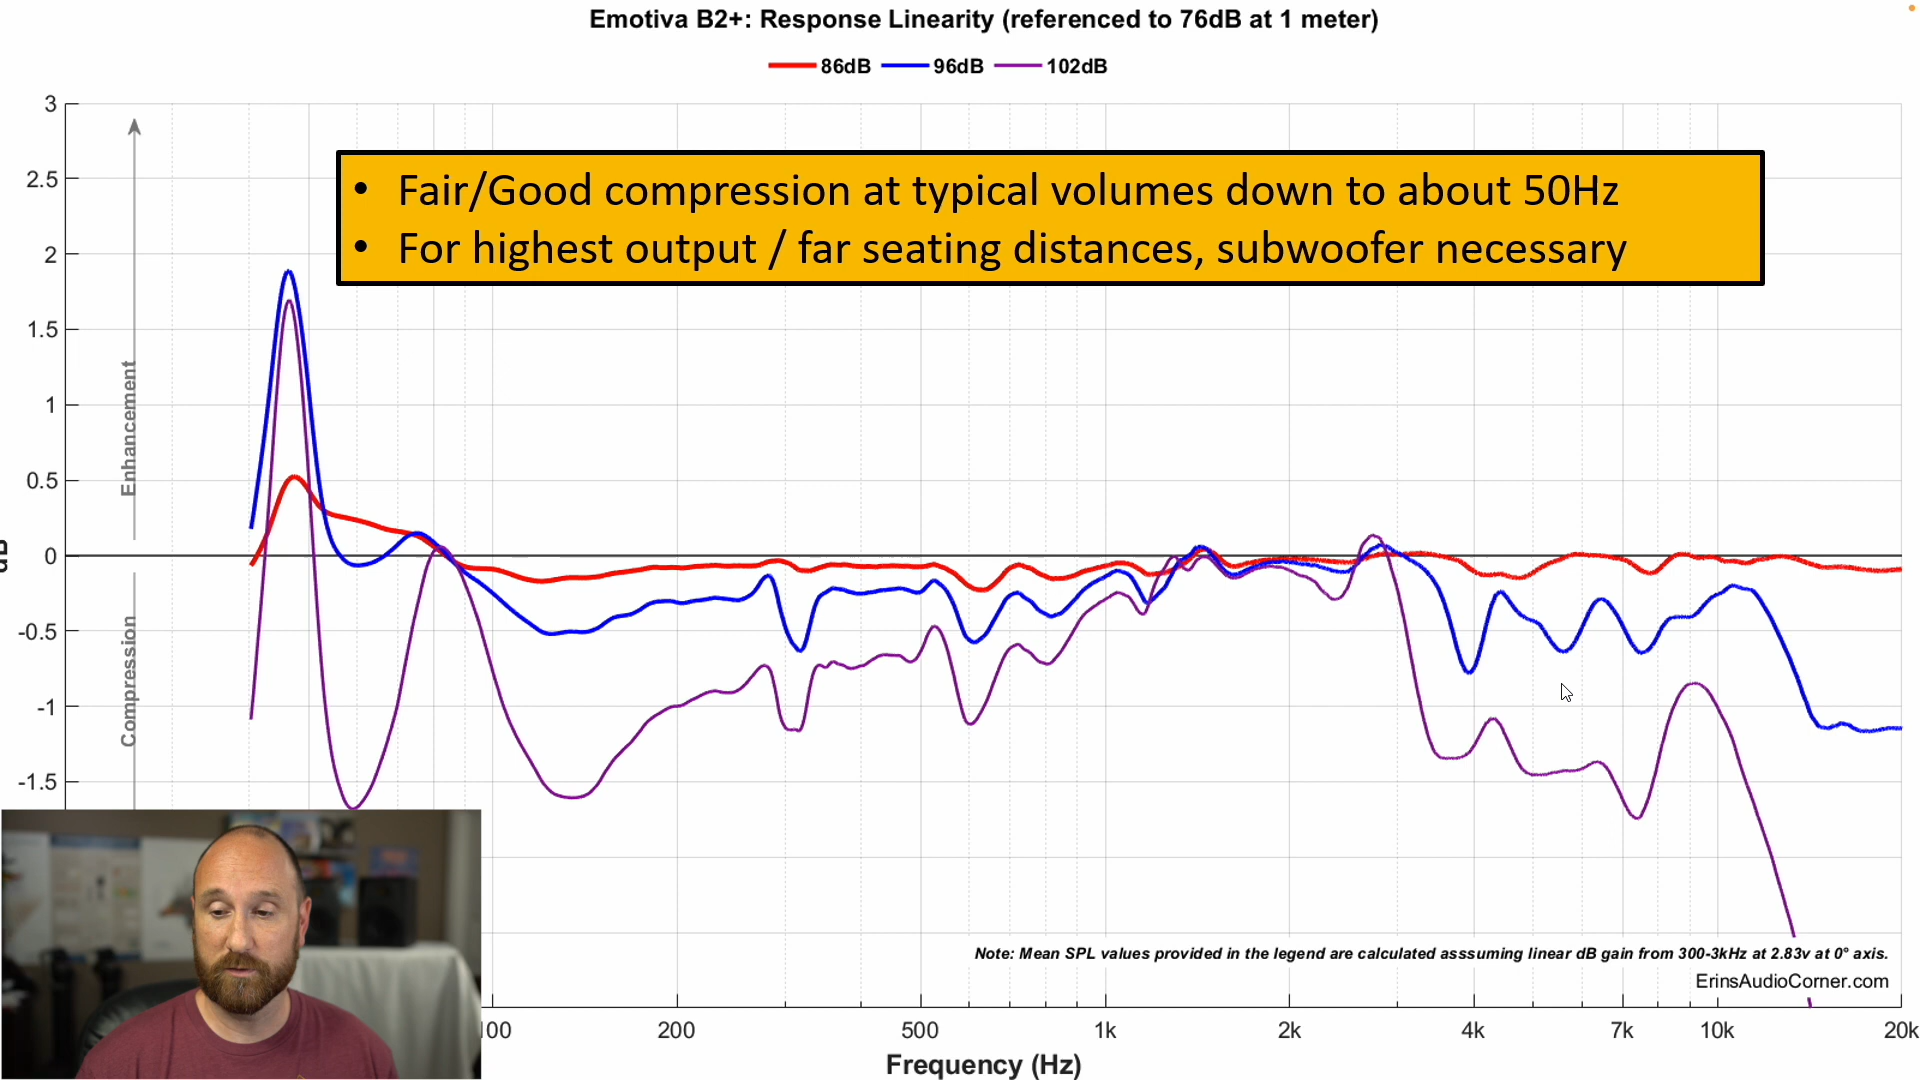 Emotiva B2+: Response Linearity (referenced to 76dB at 1 meter)
86dB 96dB 102dB
3
2.5
2
1.5
1
0.5
0
-0.5
-1
-1.5
Enhancement
Compression
dB
• Fair/Good compression at typical volumes down to about 50Hz
• For highest output / far seating distances, subwoofer necessary
Note: Mean SPL values provided in the legend are calculated asssuming linear dB gain from 300-3kHz at 2.83v at 0° axis.
ErinsAudioCorner.com
100 200 500 1k 2k 4k 7k 10k 20k
Frequency (Hz)